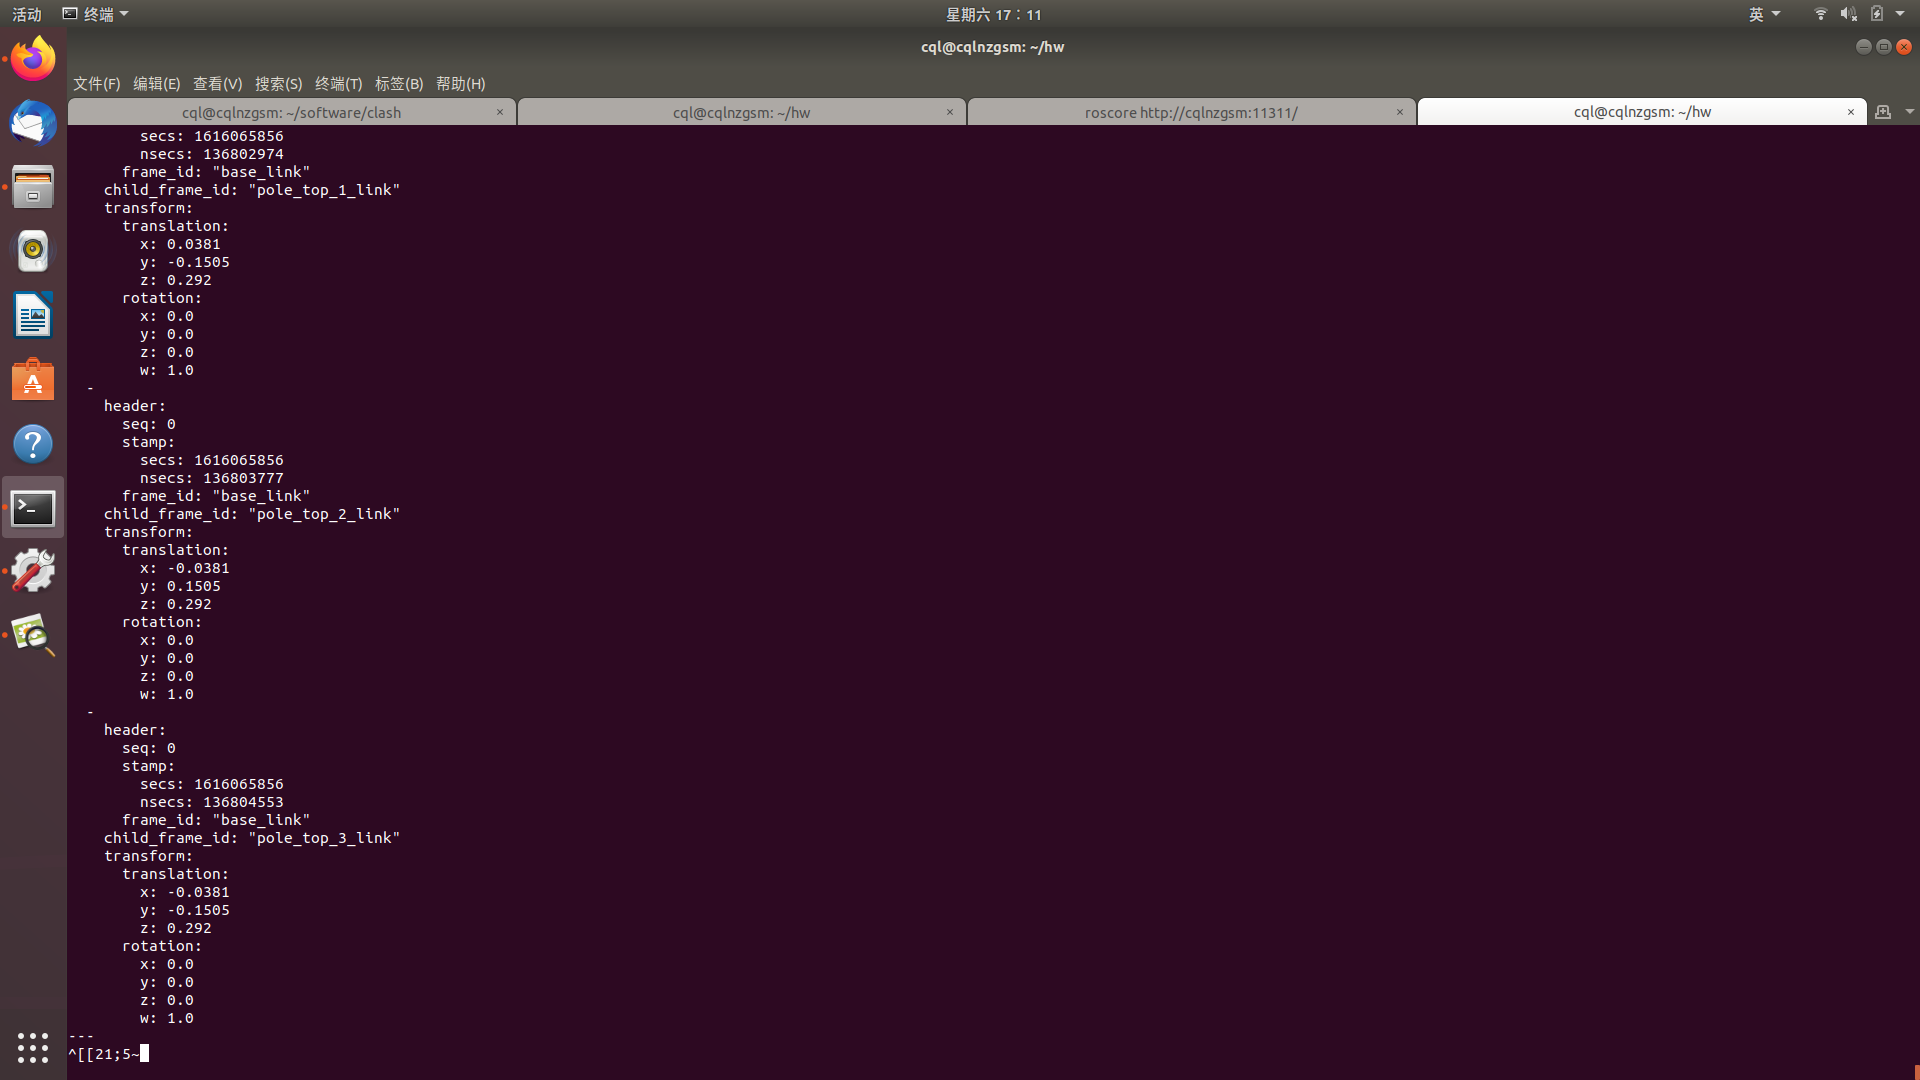 活动 终端 星期六 17：11 英
cql@cqlnzgsm: ~/hw
文件(F) 编辑(E) 查看(V) 搜索(S) 终端(T) 标签(B) 帮助(H)
cql@cqlnzgsm: ~/software/clash × cql@cqlnzgsm: ~/hw × roscore http://cqlnzgsm:11311/ × cql@cqlnzgsm: ~/hw ×
secs: 1616065856
nsecs: 136802974
frame_id: "base_link"
child_frame_id: "pole_top_1_link"
transform:
translation:
x: 0.0381
y: -0.1505
z: 0.292
rotation:
x: 0.0
y: 0.0
z: 0.0
w: 1.0
-
header:
seq: 0
stamp:
secs: 1616065856
nsecs: 136803777
frame_id: "base_link"
child_frame_id: "pole_top_2_link"
transform:
translation:
x: -0.0381
y: 0.1505
z: 0.292
rotation:
x: 0.0
y: 0.0
z: 0.0
w: 1.0
-
header:
seq: 0
stamp:
secs: 1616065856
nsecs: 136804553
frame_id: "base_link"
child_frame_id: "pole_top_3_link"
transform:
translation:
x: -0.0381
y: -0.1505
z: 0.292
rotation:
x: 0.0
y: 0.0
z: 0.0
w: 1.0
---
^[[21;5~